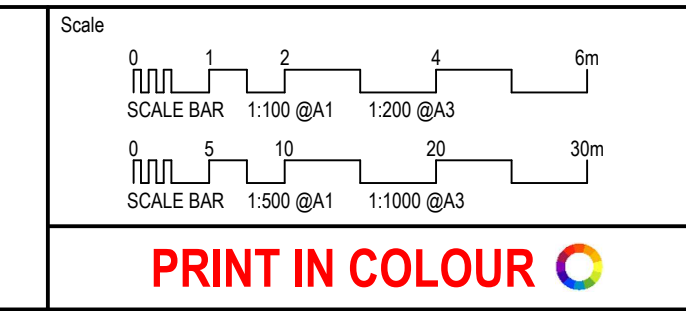 Scale
0 1 2 4 6m
SCALE BAR 1:100 @A1 1:200 @A3
0 5 10 20 30m
SCALE BAR 1:500 @A1 1:1000 @A3
PRINT IN COLOUR